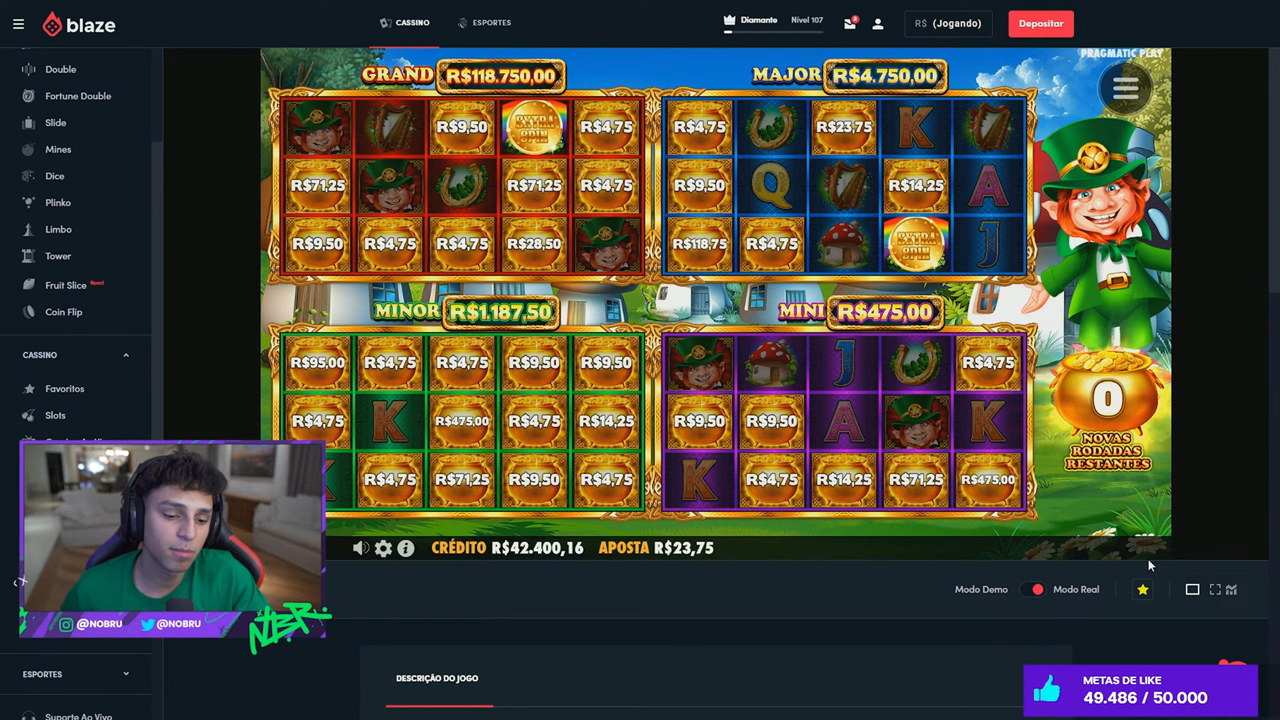 blaze
CASSINO
ESPORTES
Diamante Nível 107
3
R$ (Jogando)
Depositar
Double
Fortune Double
Slide
Mines
Dice
Plinko
Limbo
Tower
Fruit Slice New!
Coin Flip
CASSINO
Favoritos
Slots
ESPORTES
Suporte Ao Vivo
PRAGMATIC PLAY
GRAND R$118.750,00
R$9,50 EXTRA SPIN R$4,75
R$71,25 R$71,25 R$4,75
R$9,50 R$4,75 R$4,75 R$28,50
MAJOR R$4.750,00
R$4,75 R$23,75 K
R$9,50 Q R$14,25 A
R$118,75 R$4,75 EXTRA SPIN J
MINOR R$1.187,50
R$95,00 R$4,75 R$4,75 R$9,50 R$9,50
R$4,75 K R$475,00 R$4,75 R$14,25
K R$4,75 R$71,25 R$9,50 R$4,75
MINI R$475,00
J R$4,75
R$9,50 R$9,50 A K
K R$4,75 R$14,25 R$71,25 R$475,00
0
NOVAS
RODADAS
RESTANTES
CRÉDITO R$42.400,16 APOSTA R$23,75
Modo Demo Modo Real
@NOBRU @NOBRU
NBR
DESCRIÇÃO DO JOGO
METAS DE LIKE
49.486 / 50.000